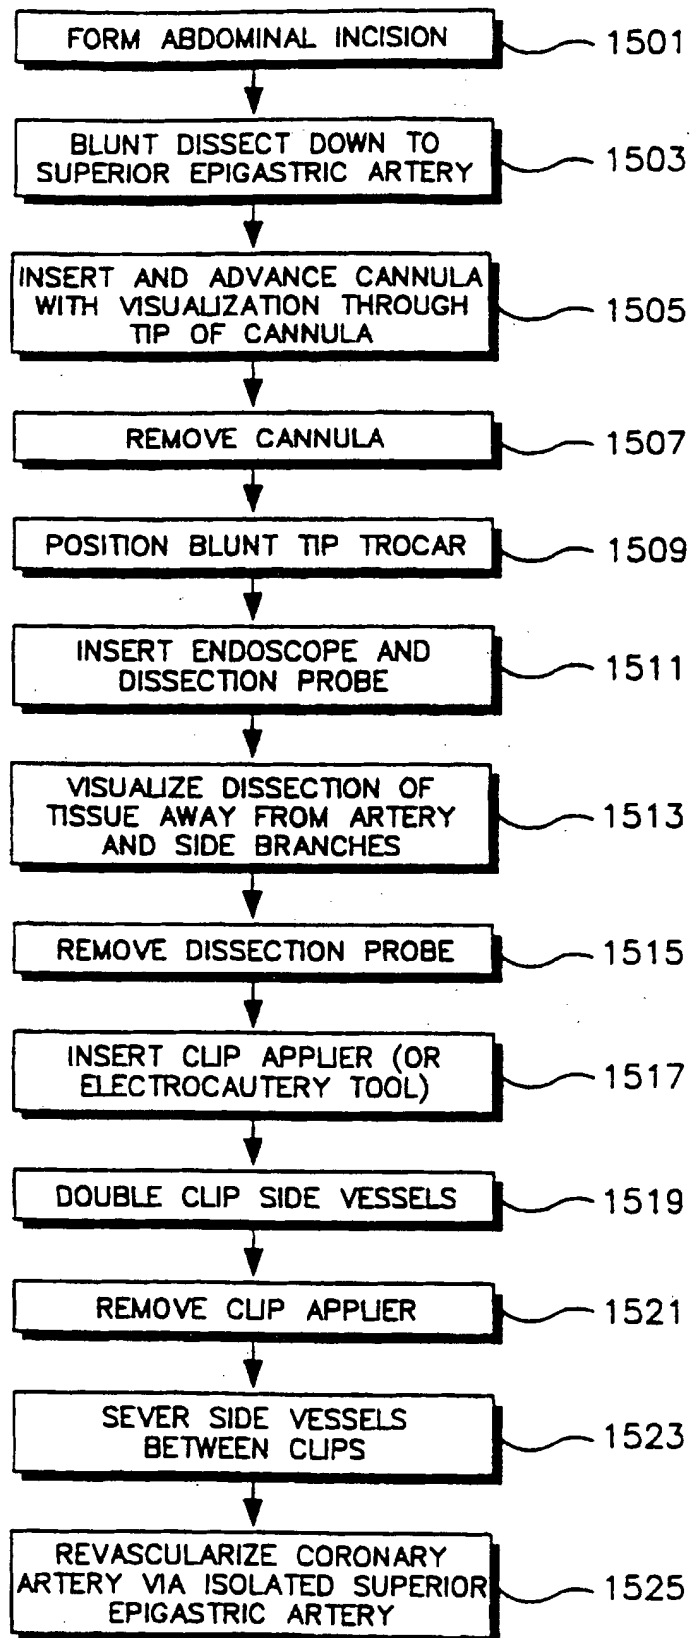 FORM ABDOMINAL INCISION
1501
BLUNT DISSECT DOWN TO
SUPERIOR EPIGASTRIC ARTERY
1503
INSERT AND ADVANCE CANNULA
WITH VISUALIZATION THROUGH
TIP OF CANNULA
1505
REMOVE CANNULA
1507
POSITION BLUNT TIP TROCAR
1509
INSERT ENDOSCOPE AND
DISSECTION PROBE
1511
VISUALIZE DISSECTION OF
TISSUE AWAY FROM ARTERY
AND SIDE BRANCHES
1513
REMOVE DISSECTION PROBE
1515
INSERT CLIP APPLIER (OR
ELECTROCAUTERY TOOL)
1517
DOUBLE CLIP SIDE VESSELS
1519
REMOVE CLIP APPLIER
1521
SEVER SIDE VESSELS
BETWEEN CLIPS
1523
REVASCULARIZE CORONARY
ARTERY VIA ISOLATED SUPERIOR
EPIGASTRIC ARTERY
1525